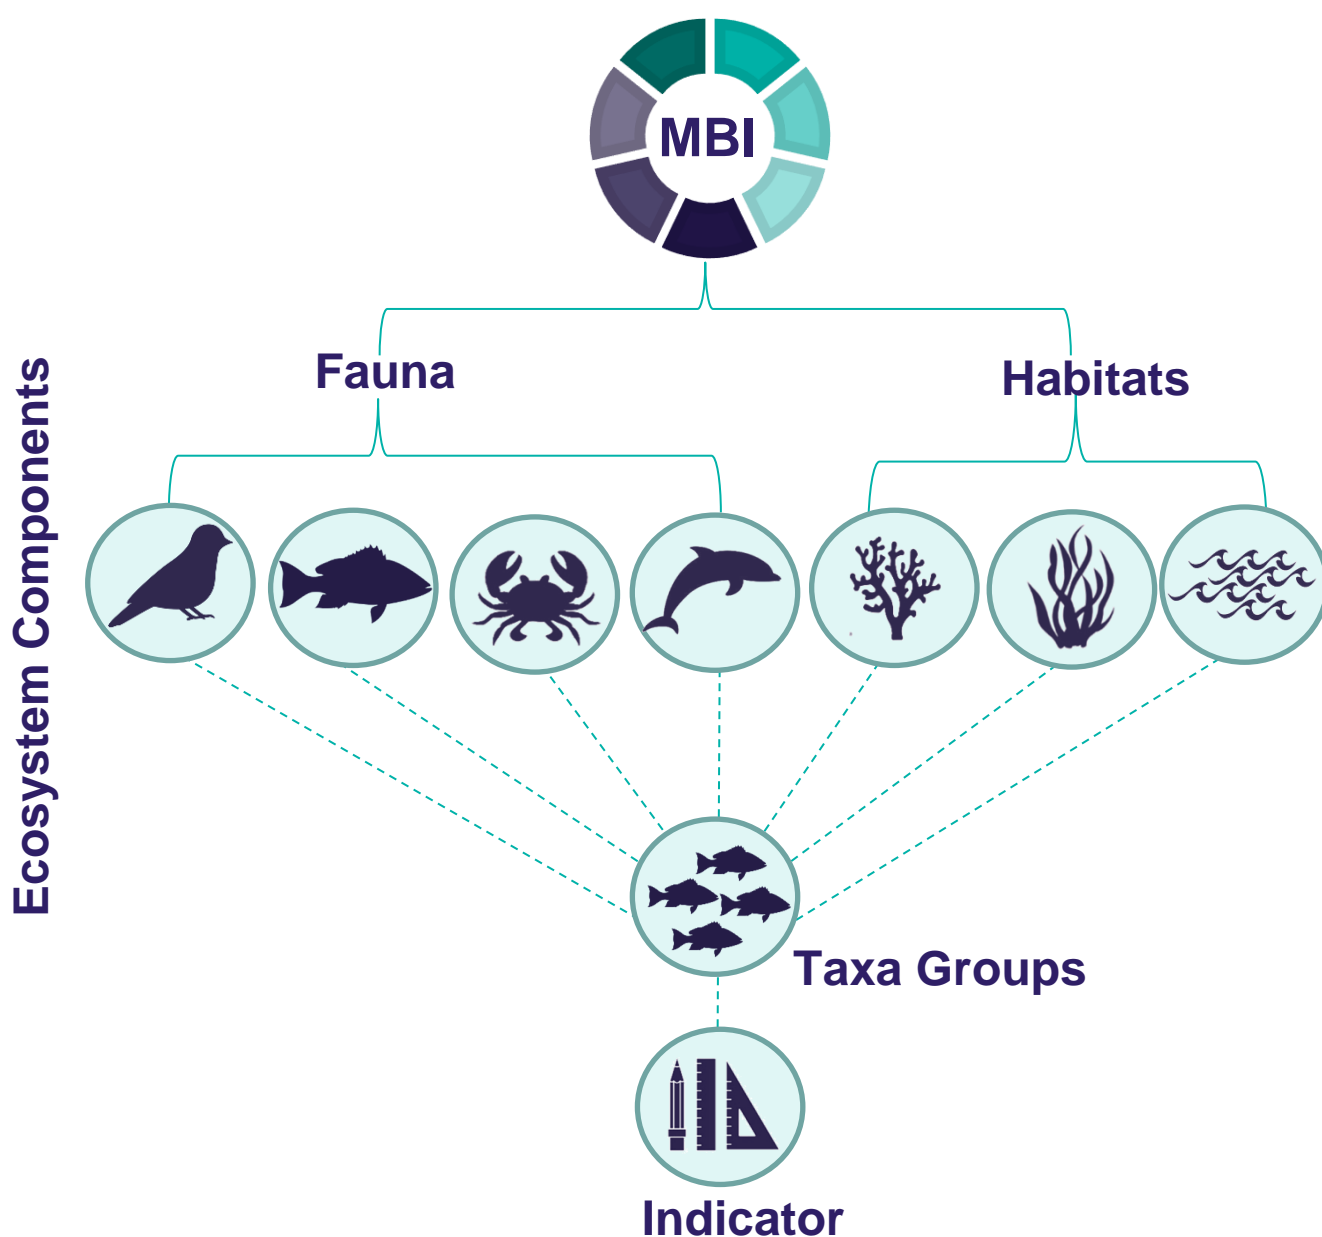 MBI
Fauna
Habitats
Ecosystem Components
Taxa Groups
Indicator